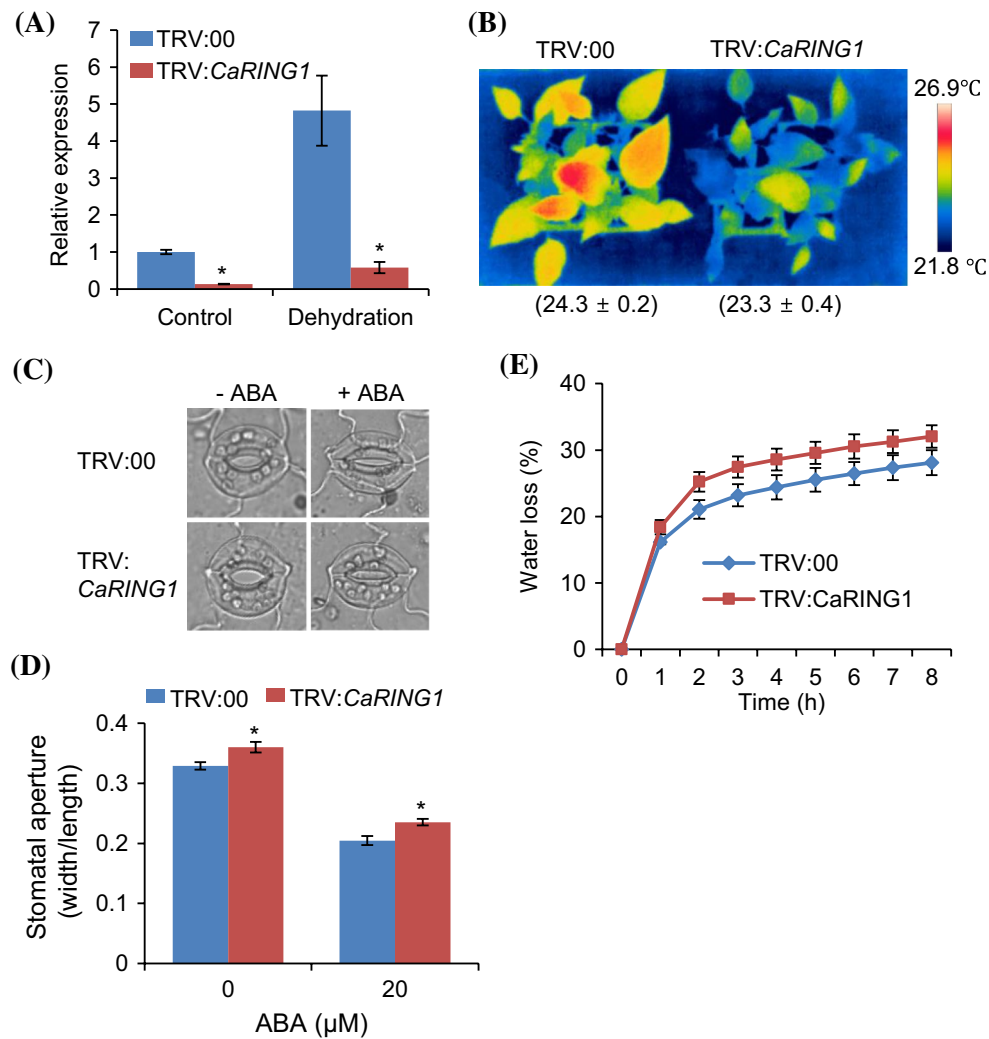 (A)
7
6
5
4
3
2
1
0
Relative expression
TRV:00
TRV:CaRING1
*
*
Control
Dehydration
(B)
TRV:00
TRV:CaRING1
26.9℃
21.8 ℃
(24.3 ± 0.2)
(23.3 ± 0.4)
(C)
- ABA
+ ABA
TRV:00
TRV:
CaRING1
(D)
TRV:00
TRV:CaRING1
0.4
0.3
0.2
0.1
0
Stomatal aperture
(width/length)
*
*
0
20
ABA (μM)
(E)
40
30
20
10
0
Water loss (%)
TRV:00
TRV:CaRING1
0 1 2 3 4 5 6 7 8
Time (h)